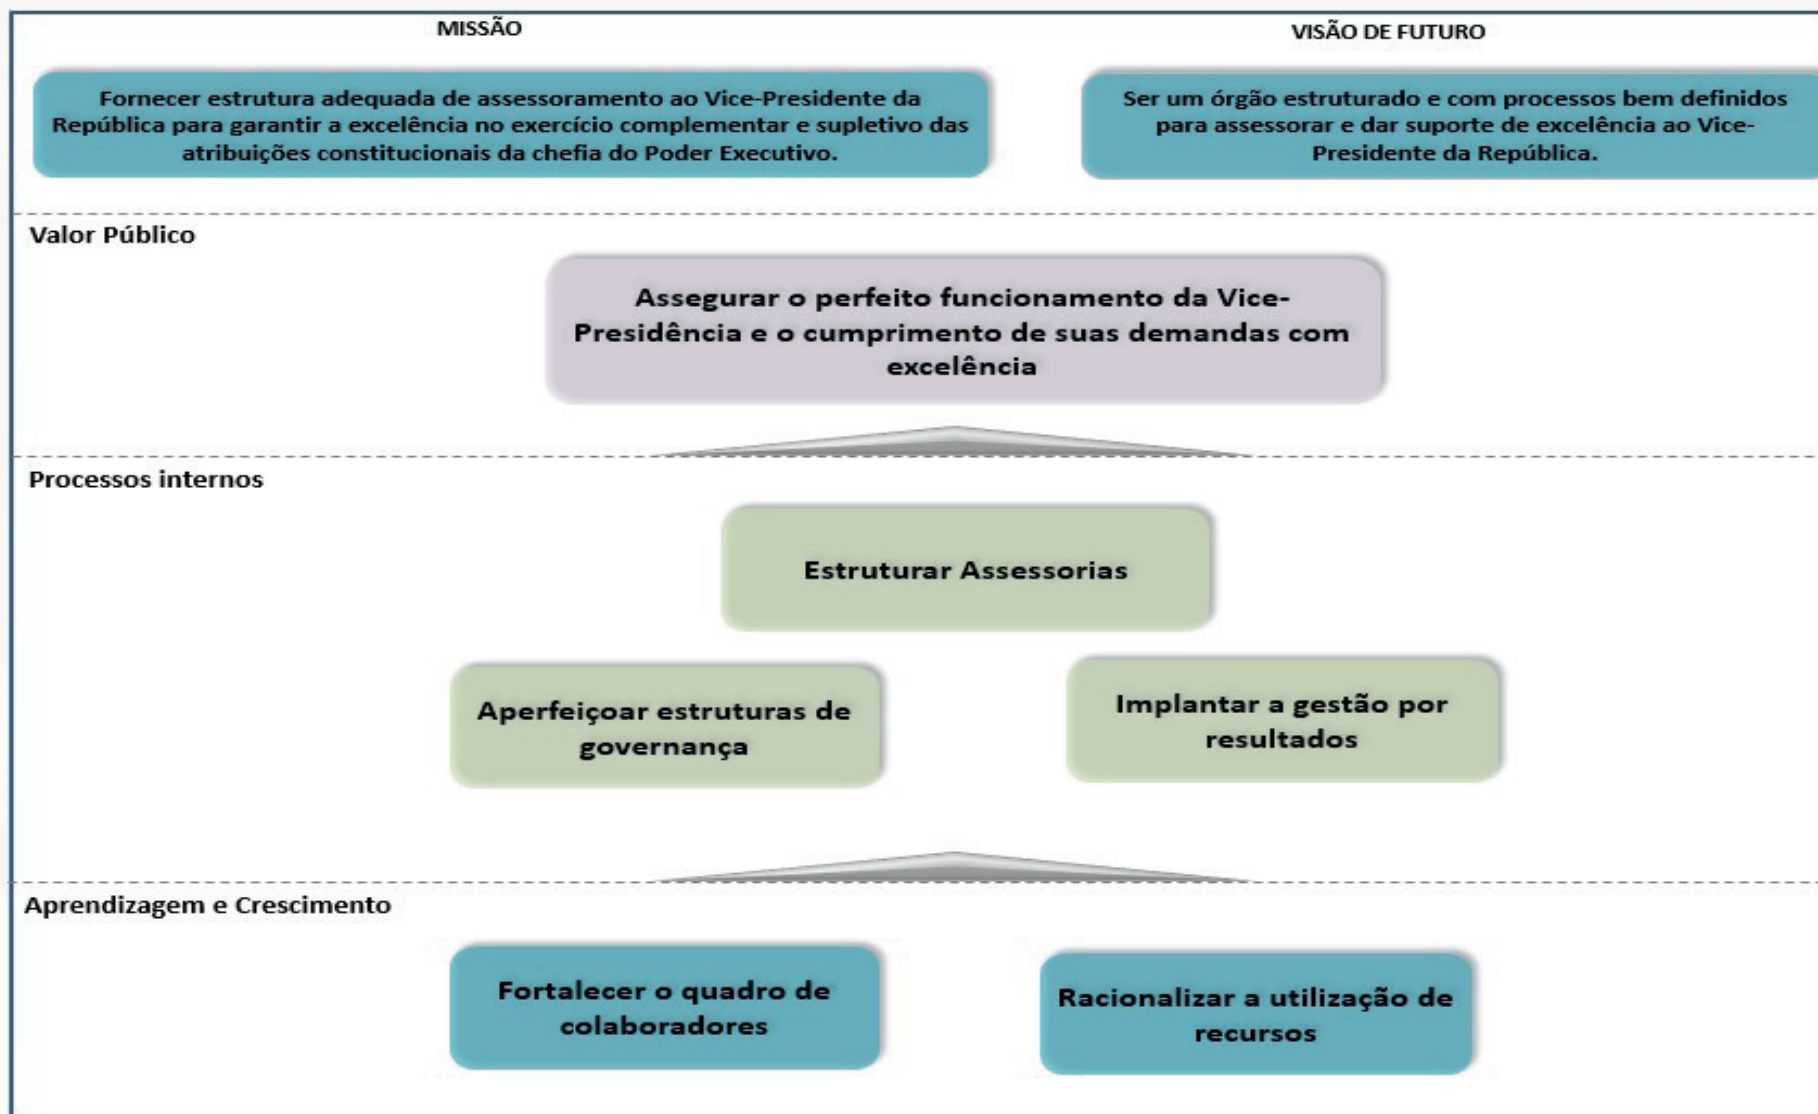 MISSÃO
VISÃO DE FUTURO
Fornecer estrutura adequada de assessoramento ao Vice-Presidente da
República para garantir a excelência no exercício complementar e supletivo das
atribuições constitucionais da chefia do Poder Executivo.
Ser um órgão estruturado e com processos bem definidos
para assessorar e dar suporte de excelência ao Vice-
Presidente da República.
Valor Público
Assegurar o perfeito funcionamento da Vice-
Presidência e o cumprimento de suas demandas com
excelência
Processos internos
Estruturar Assessorias
Aperfeiçoar estruturas de
governança
Implantar a gestão por
resultados
Aprendizagem e Crescimento
Fortalecer o quadro de
colaboradores
Racionalizar a utilização de
recursos